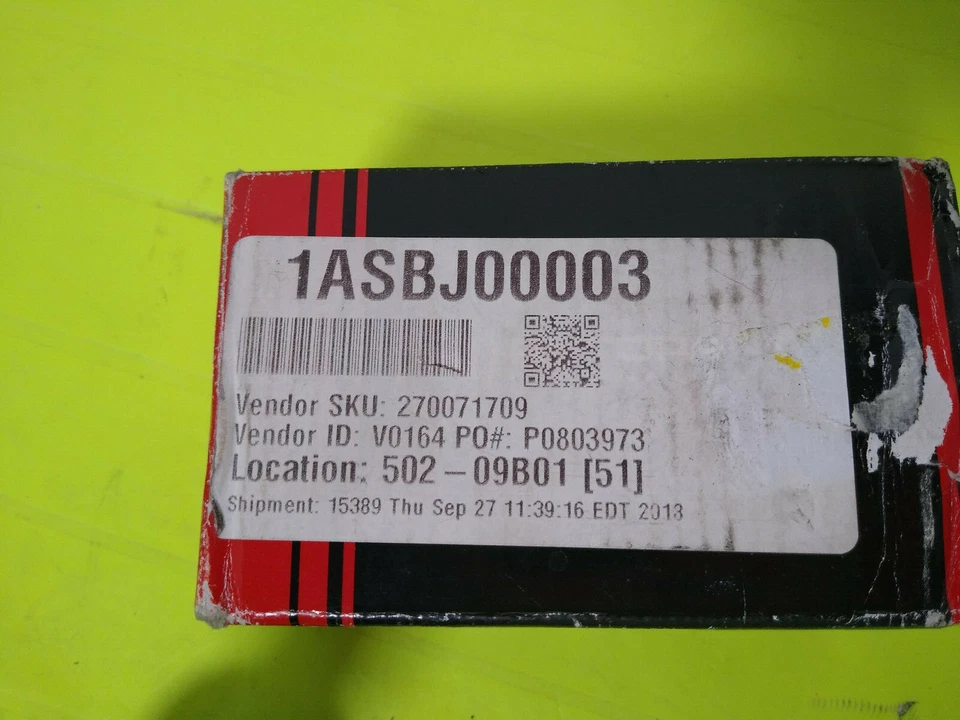 1ASBJ00003
Vendor SKU: 270071709
Vendor ID: V0164 PO#: P0803973
Location: 502 - 09B01 [51]
Shipment: 15389 Thu Sep 27 11:39:16 EDT